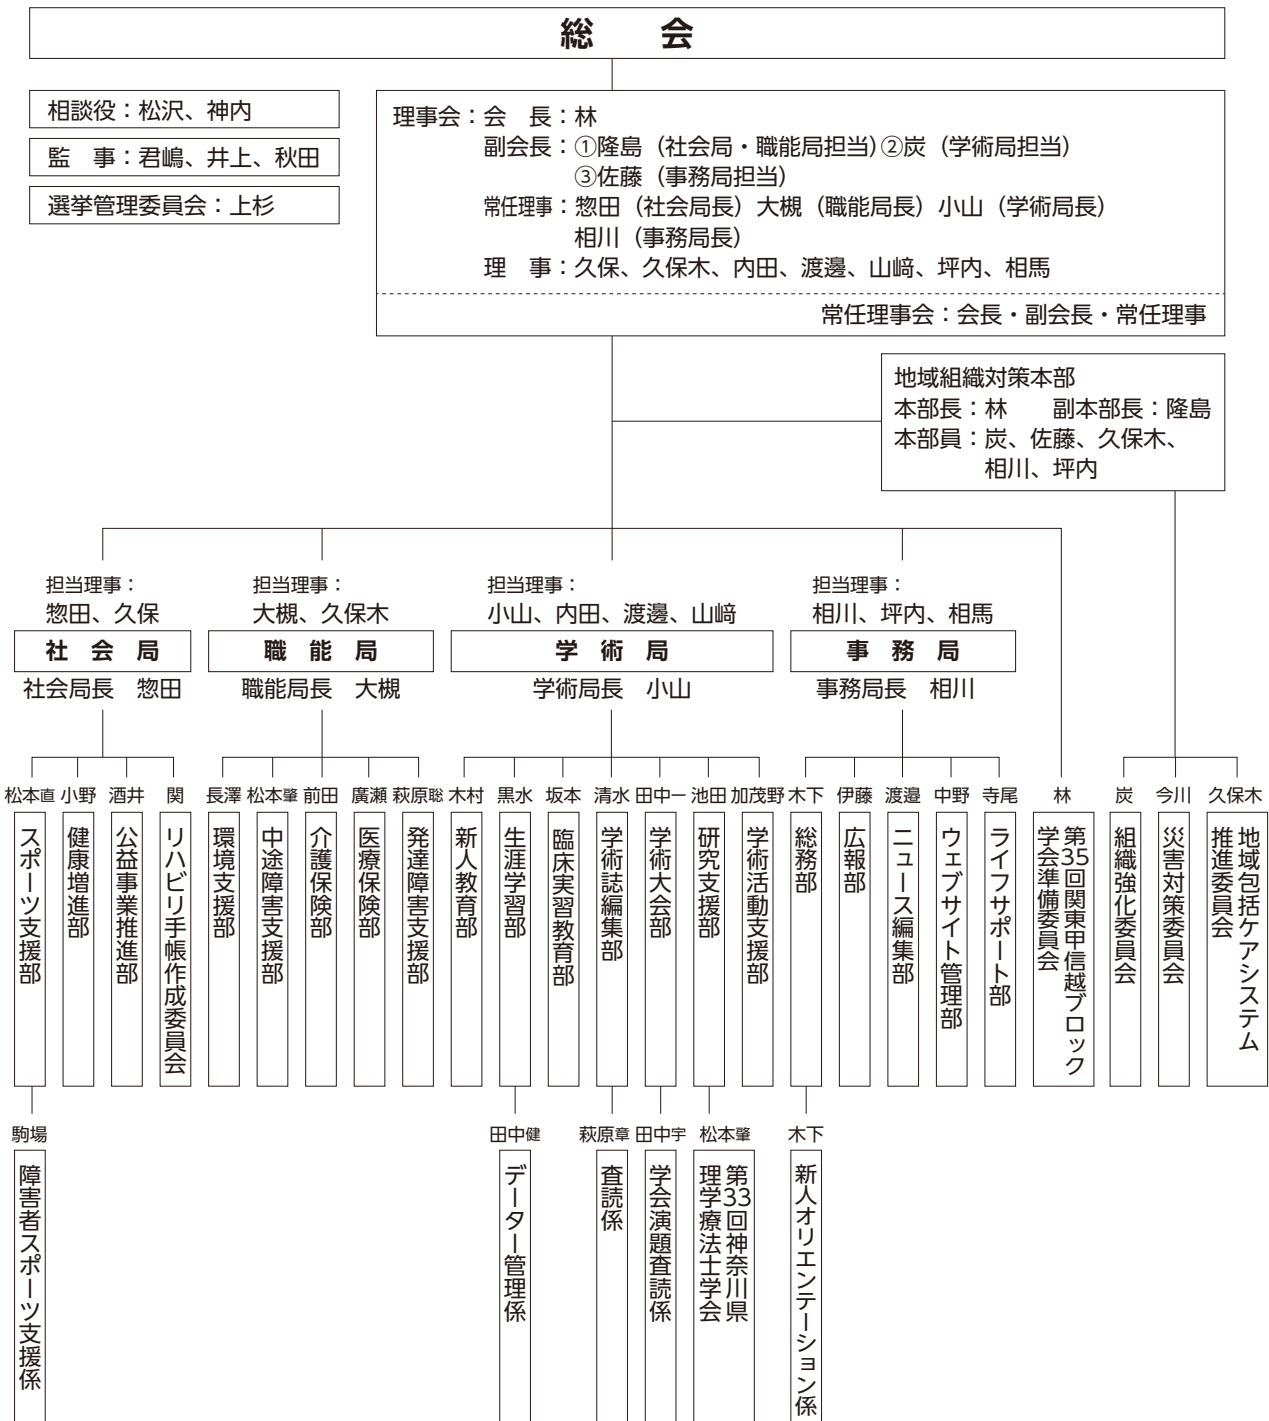 総　会
相談役：松沢、神内
監　事：君嶋、井上、秋田
選挙管理委員会：上杉
理事会：会　長：林
副会長：①隆島（社会局・職能局担当）②炭（学術局担当）
③佐藤（事務局担当）
常任理事：惣田（社会局長）大槻（職能局長）小山（学術局長）
相川（事務局長）
理　事：久保、久保木、内田、渡邊、山﨑、坪内、相馬
常任理事会：会長・副会長・常任理事
地域組織対策本部
本部長：林　　副本部長：隆島
本部員：炭、佐藤、久保木、
相川、坪内
担当理事：
惣田、久保
社 会 局
社会局長　惣田
担当理事：
大槻、久保木
職 能 局
職能局長　大槻
担当理事：
小山、内田、渡邊、山﨑
学 術 局
学術局長　小山
担当理事：
相川、坪内、相馬
事 務 局
事務局長　相川
松本直
スポーツ支援部
小野
健康増進部
酒井
公益事業推進部
関
リハビリ手帳作成委員会
長澤
環境支援部
松本肇
中途障害支援部
前田
介護保険部
廣瀬
医療保険部
萩原聡
発達障害支援部
木村
新人教育部
黒水
生涯学習部
坂本
臨床実習教育部
清水
学術誌編集部
田中一
学術大会部
池田
研究支援部
加茂野
学術活動支援部
木下
総務部
伊藤
広報部
渡邉
ニュース編集部
中野
ウェブサイト管理部
寺尾
ライフサポート部
林
第35回関東甲信越ブロック
学会準備委員会
炭
組織強化委員会
今川
災害対策委員会
久保木
地域包括ケアシステム
推進委員会
駒場
障害者スポーツ支援係
田中健
データー管理係
萩原章
査読係
田中宇
学会演題査読係
松本肇
第33回神奈川県
理学療法士学会
木下
新人オリエンテーション係